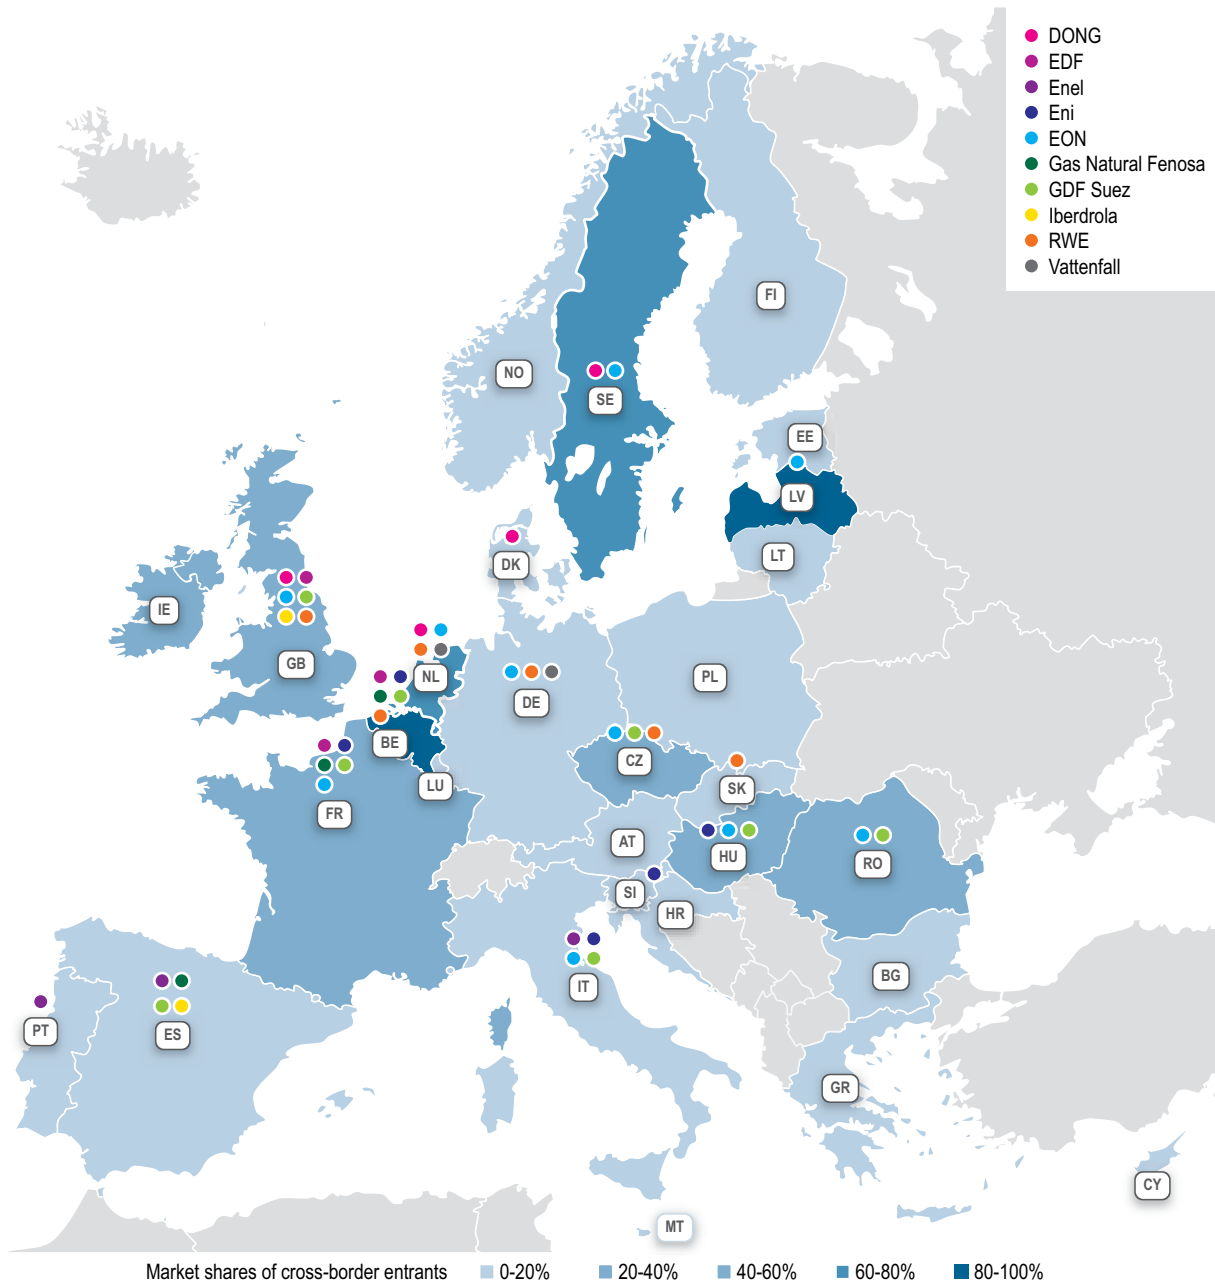 DONG
EDF
Enel
Eni
EON
Gas Natural Fenosa
GDF Suez
Iberdrola
RWE
Vattenfall
FI
NO
SE
EE
LV
LT
DK
IE
GB
NL
DE
PL
BE
CZ
LU
SK
FR
AT
HU
RO
SI
HR
BG
IT
PT
ES
GR
CY
MT
Market shares of cross-border entrants 0-20% 20-40% 40-60% 60-80% 80-100%